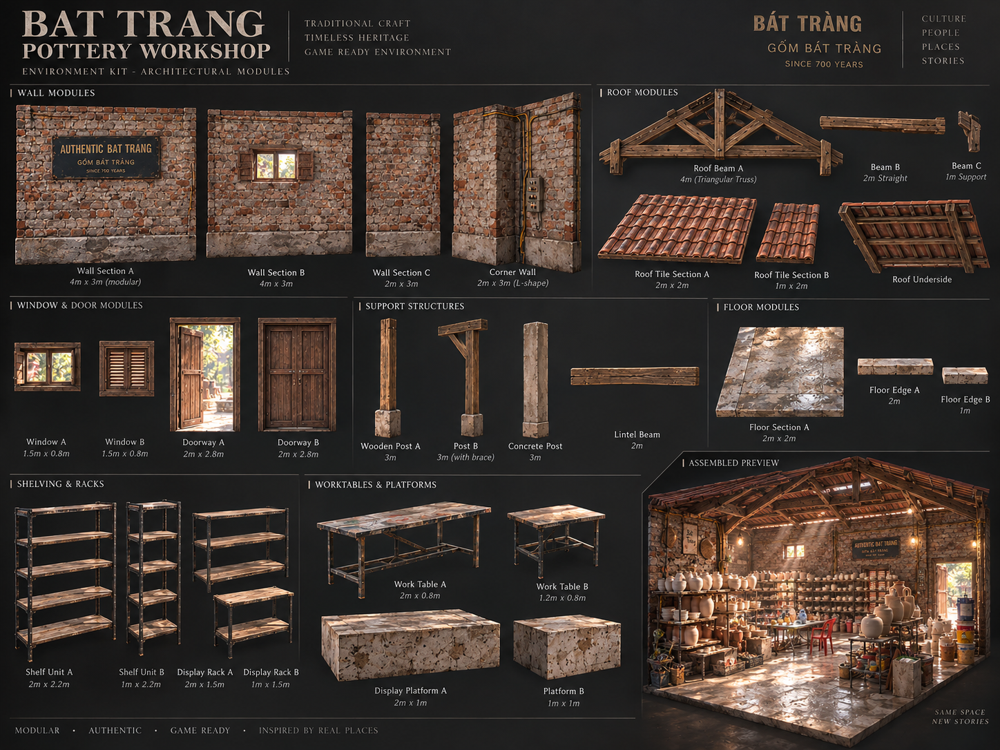 BAT TRANG
POTTERY WORKSHOP
ENVIRONMENT KIT - ARCHITECTURAL MODULES
TRADITIONAL CRAFT
TIMELESS HERITAGE
GAME READY ENVIRONMENT
BÁT TRÀNG
GỐM BÁT TRÀNG
SINCE 700 YEARS
CULTURE
PEOPLE
PLACES
STORIES
WALL MODULES
AUTHENTIC BAT TRANG
GỐM BÁT TRÀNG
SINCE 700 YEARS
Wall Section A
4m x 3m (modular)
Wall Section B
4m x 3m
Wall Section C
2m x 3m
Corner Wall
2m x 3m (L-shape)
ROOF MODULES
Roof Beam A
4m (Triangular Truss)
Beam B
2m Straight
Beam C
1m Support
Roof Tile Section A
2m x 2m
Roof Tile Section B
1m x 2m
Roof Underside
WINDOW & DOOR MODULES
Window A
1.5m x 0.8m
Window B
1.5m x 0.8m
Doorway A
2m x 2.8m
Doorway B
2m x 2.8m
SUPPORT STRUCTURES
Wooden Post A
3m
Post B
3m (with brace)
Concrete Post
3m
Lintel Beam
2m
FLOOR MODULES
Floor Section A
2m x 2m
Floor Edge A
2m
Floor Edge B
1m
SHELVING & RACKS
Shelf Unit A
2m x 2.2m
Shelf Unit B
1m x 2.2m
Display Rack A
2m x 1.5m
Display Rack B
1m x 1.5m
WORKTABLES & PLATFORMS
Work Table A
2m x 0.8m
Work Table B
1.2m x 0.8m
Display Platform A
2m x 1m
Platform B
1m x 1m
ASSEMBLED PREVIEW
AUTHENTIC BAT TRANG
SAME SPACE
NEW STORIES
MODULAR • AUTHENTIC • GAME READY • INSPIRED BY REAL PLACES